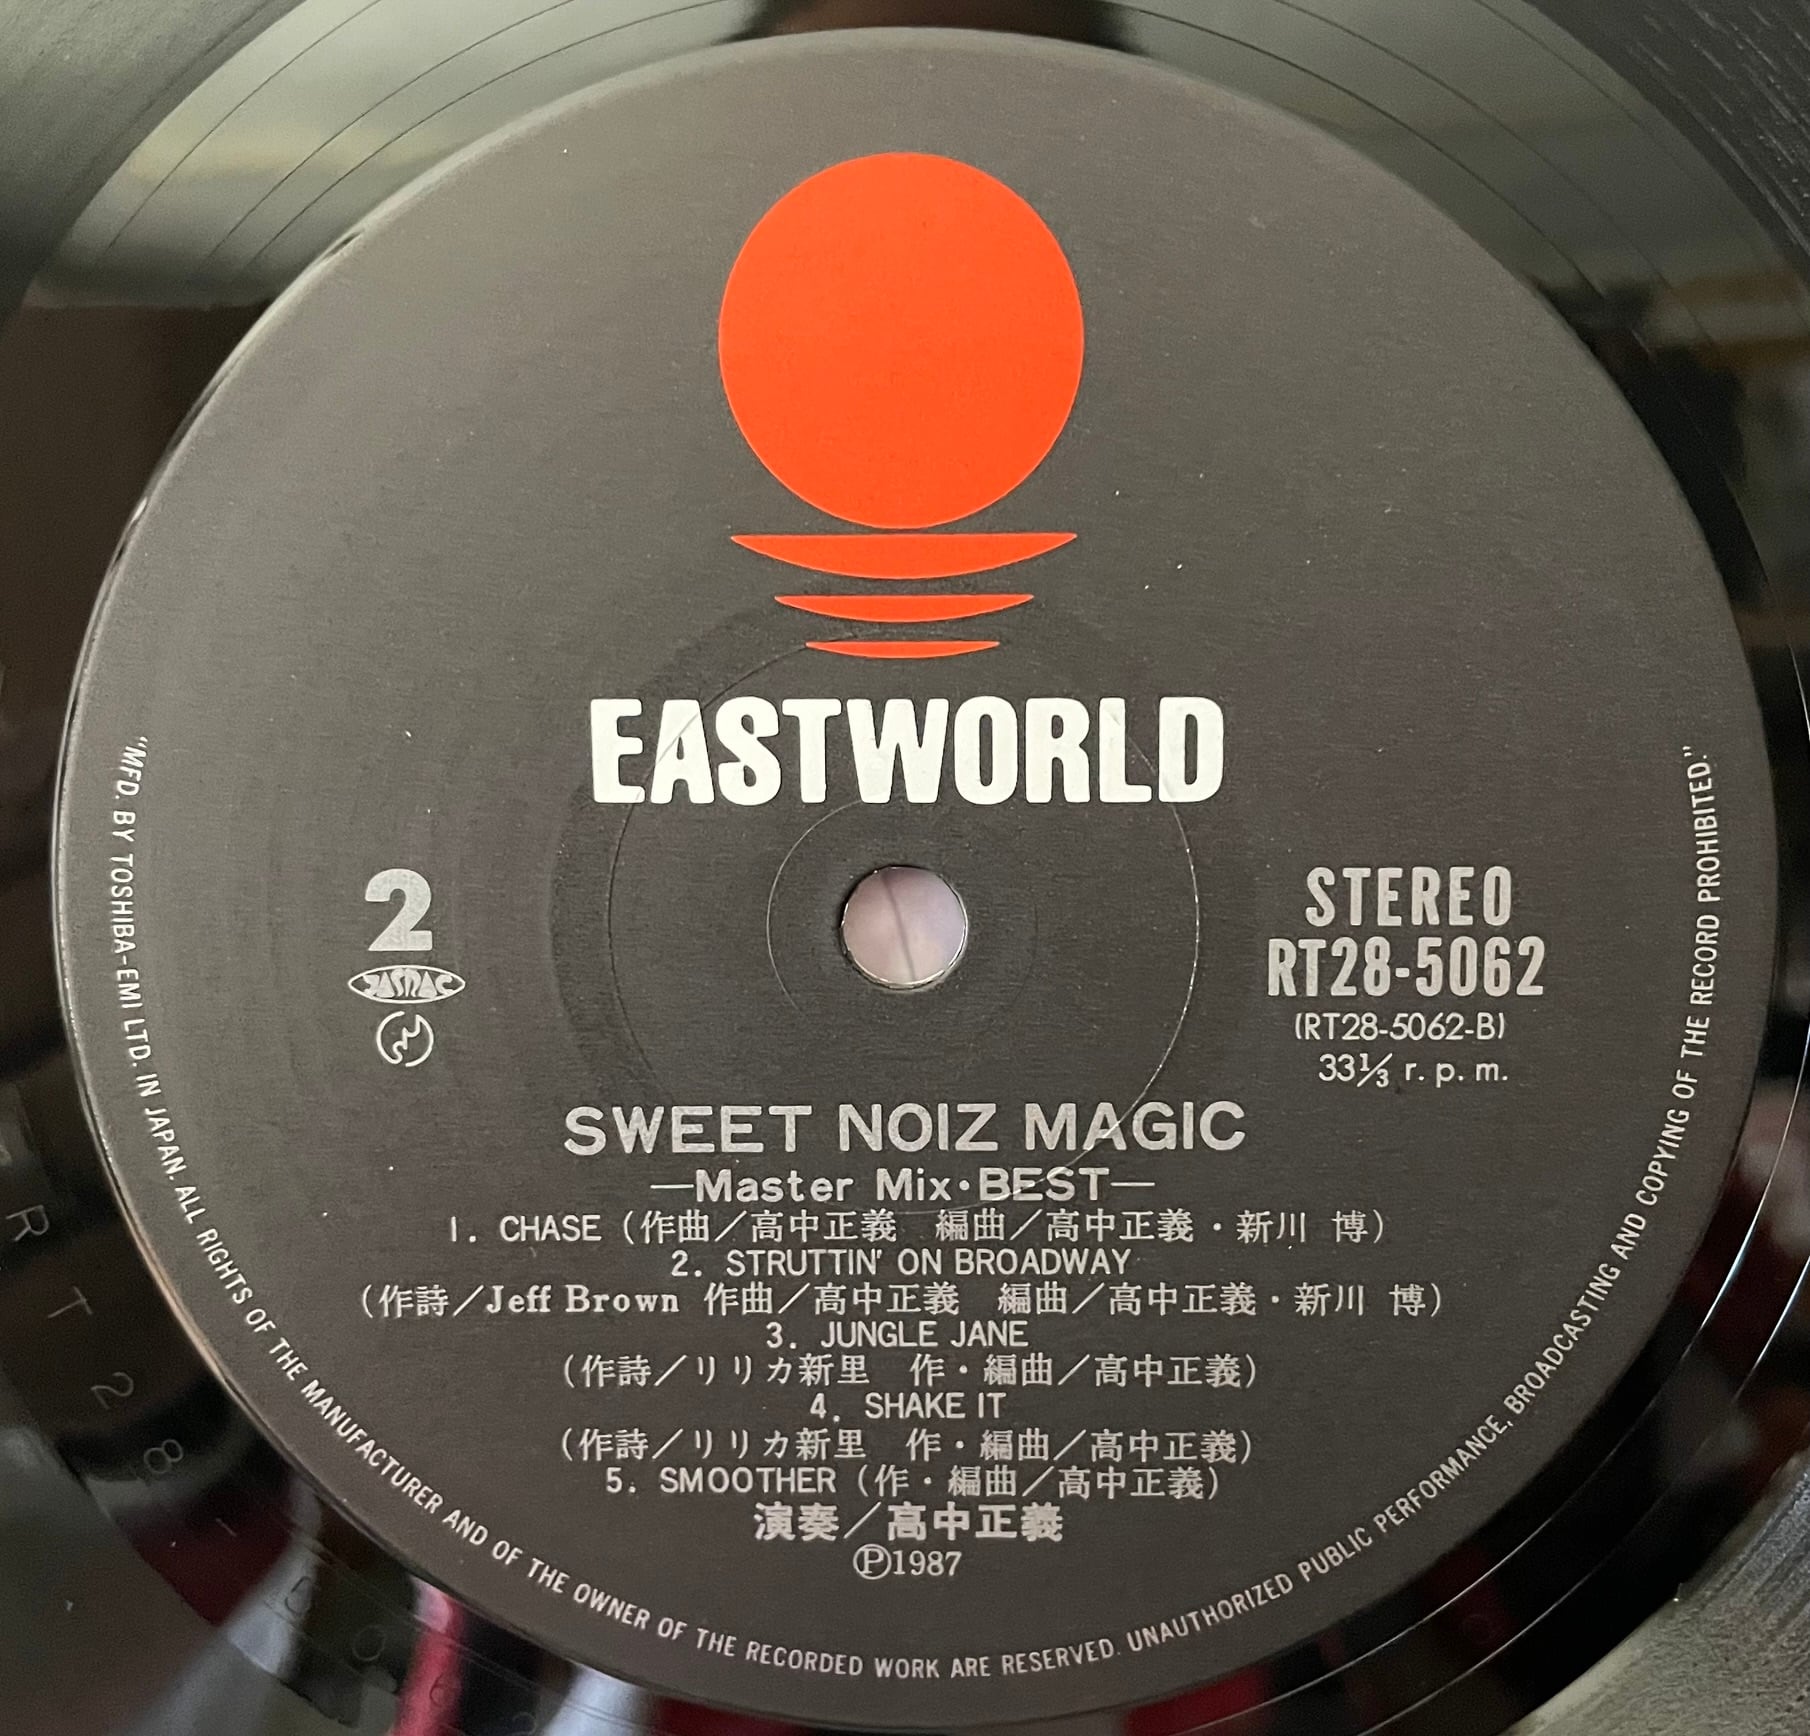 EASTWORLD
2
JASRAC
STEREO
RT28-5062
(RT28-5062-B)
33⅓ r. p. m.
SWEET NOIZ MAGIC
—Master Mix・BEST—
1. CHASE (作曲／高中正義 編曲／高中正義・新川 博)
2. STRUTTIN' ON BROADWAY
(作詩／Jeff Brown 作曲／高中正義 編曲／高中正義・新川 博)
3. JUNGLE JANE
(作詩／リリカ新里 作・編曲／高中正義)
4. SHAKE IT
(作詩／リリカ新里 作・編曲／高中正義)
5. SMOOTHER (作・編曲／高中正義)
演奏／高中正義
Ⓟ1987
"MFD. BY TOSHIBA-EMI LTD. IN JAPAN. ALL RIGHTS OF THE MANUFACTURER AND OF THE OWNER OF THE RECORDED WORK ARE RESERVED. UNAUTHORIZED PUBLIC PERFORMANCE, BROADCASTING AND COPYING OF THE RECORD PROHIBITED."